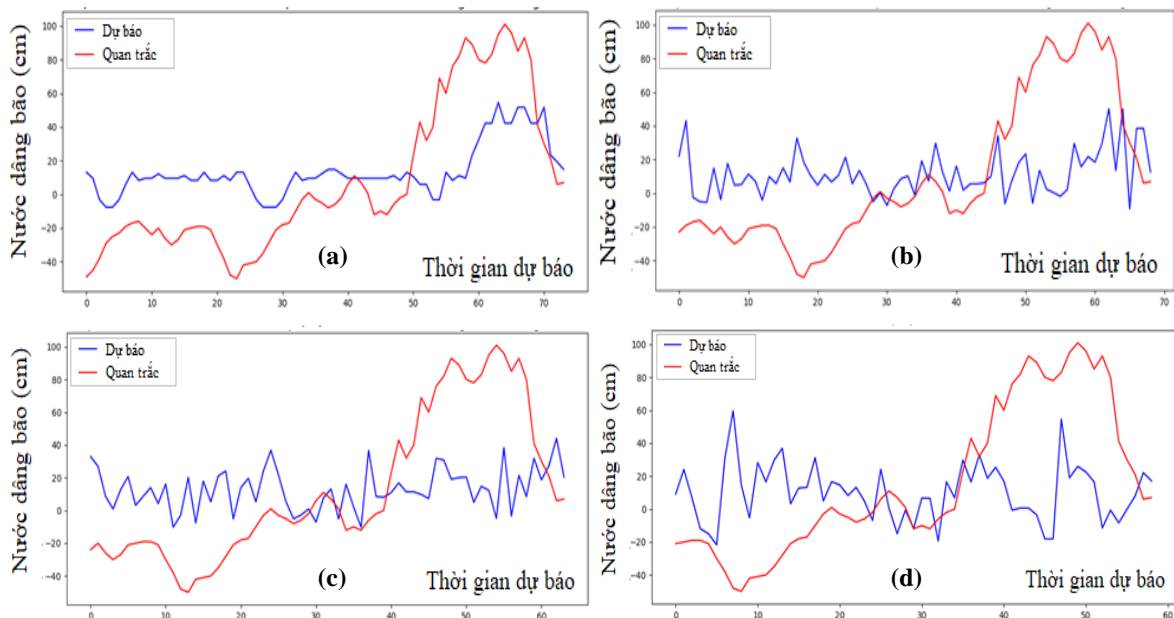 Nước dâng bão (cm)
100
80
60
40
20
0
-20
-40
Dự báo
Quan trắc
(a)
Thời gian dự báo
0 10 20 30 40 50 60 70
Nước dâng bão (cm)
100
80
60
40
20
0
-20
-40
Dự báo
Quan trắc
(b)
Thời gian dự báo
0 10 20 30 40 50 60 70
Nước dâng bão (cm)
100
80
60
40
20
0
-20
-40
Dự báo
Quan trắc
(c)
Thời gian dự báo
0 10 20 30 40 50 60
Nước dâng bão (cm)
100
80
60
40
20
0
-20
-40
Dự báo
Quan trắc
(d)
Thời gian dự báo
0 10 20 30 40 50 60